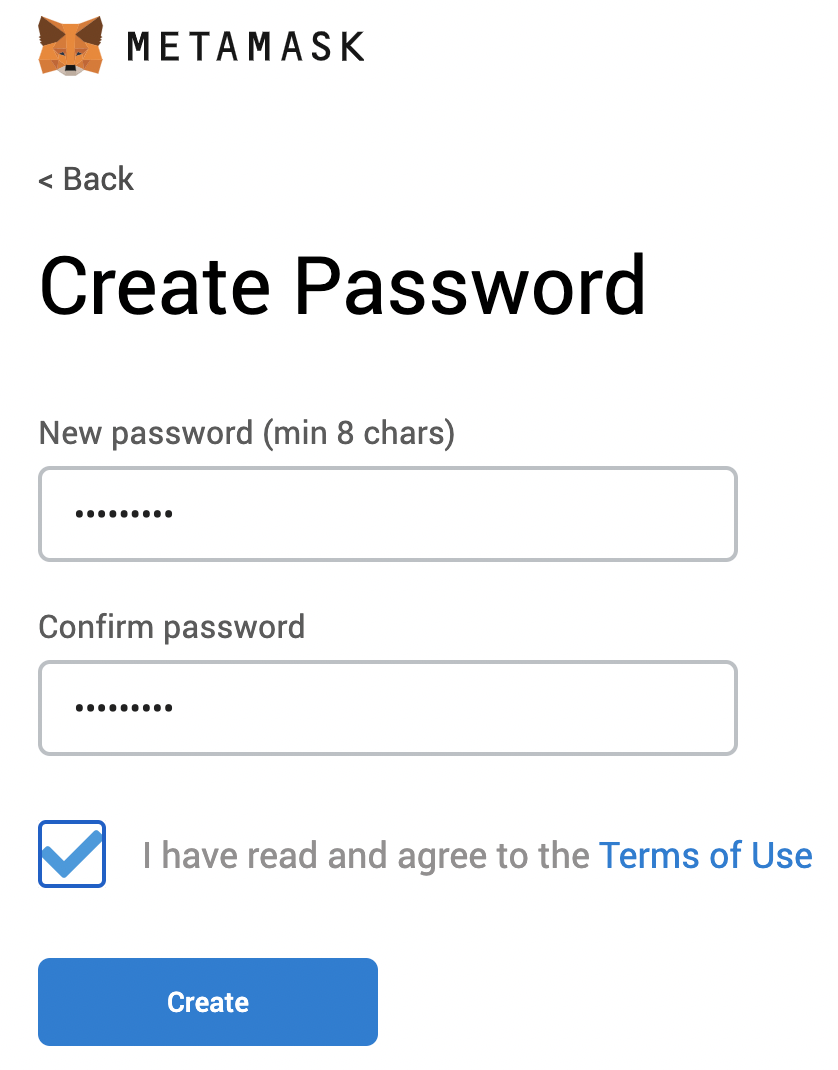 METAMASK
< Back
Create Password
New password (min 8 chars)
•••••••••
Confirm password
•••••••••
I have read and agree to the Terms of Use
Create